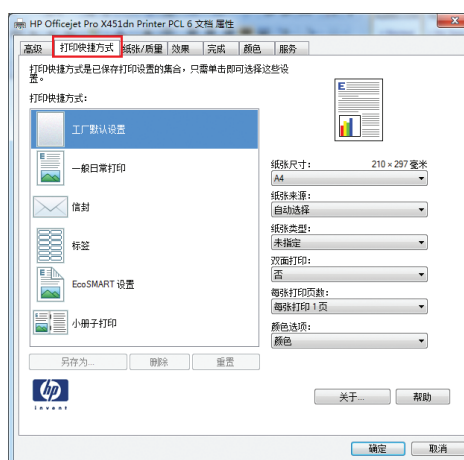 HP Officejet Pro X451dn Printer PCL 6 文档 属性
高级 打印快捷方式 纸张/质量 效果 完成 颜色 服务
打印快捷方式是已保存打印设置的集合，只需单击即可选择这些设
置。
打印快捷方式：
工厂默认设置
一般日常打印
信封
标签
EcoSMART 设置
小册子打印
另存为... 删除 重置
E
纸张尺寸： 210 × 297 毫米
A4
纸张来源：
自动选择
纸张类型：
未指定
双面打印：
否
每张打印页数：
每张打印 1 页
颜色选项：
颜色
hp
invent
关于... 帮助
确定 取消